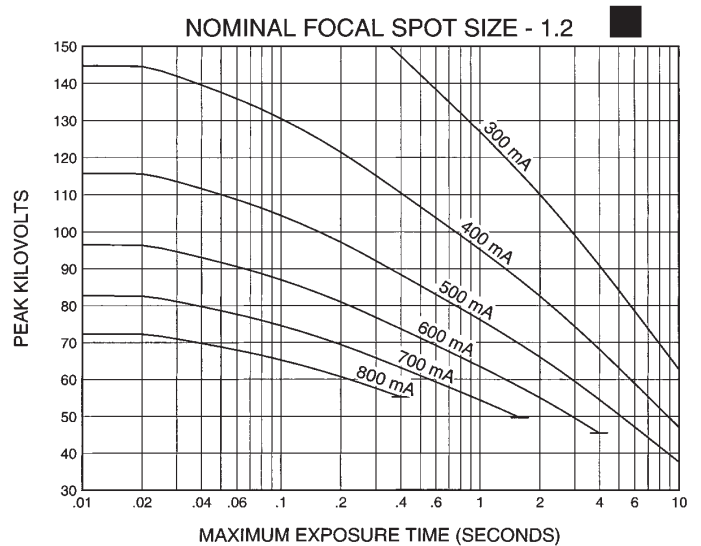 NOMINAL FOCAL SPOT SIZE - 1.2
150
140
130
120
110
100
90
80
70
60
50
40
30
PEAK KILOVOLTS
300 mA
400 mA
500 mA
600 mA
700 mA
800 mA
.01 .02 .04 .06 .1 .2 .4 .6 1 2 4 6 10
MAXIMUM EXPOSURE TIME (SECONDS)